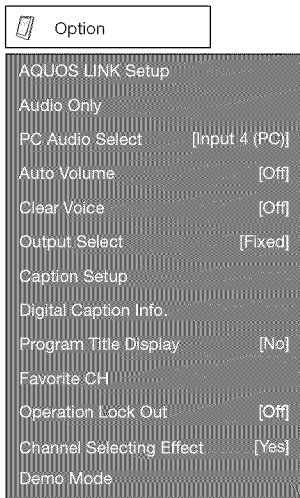 Option
AQUOS LINK Setup
Audio Only
PC Audio Select [Input 4 (PC)]
Auto Volume [Off]
Clear Voice [Off]
Output Select [Fixed]
Caption Setup
Digital Caption Info.
Program Title Display [No]
Favorite CH
Operation Lock Out [Off]
Channel Selecting Effect [Yes]
Demo Mode